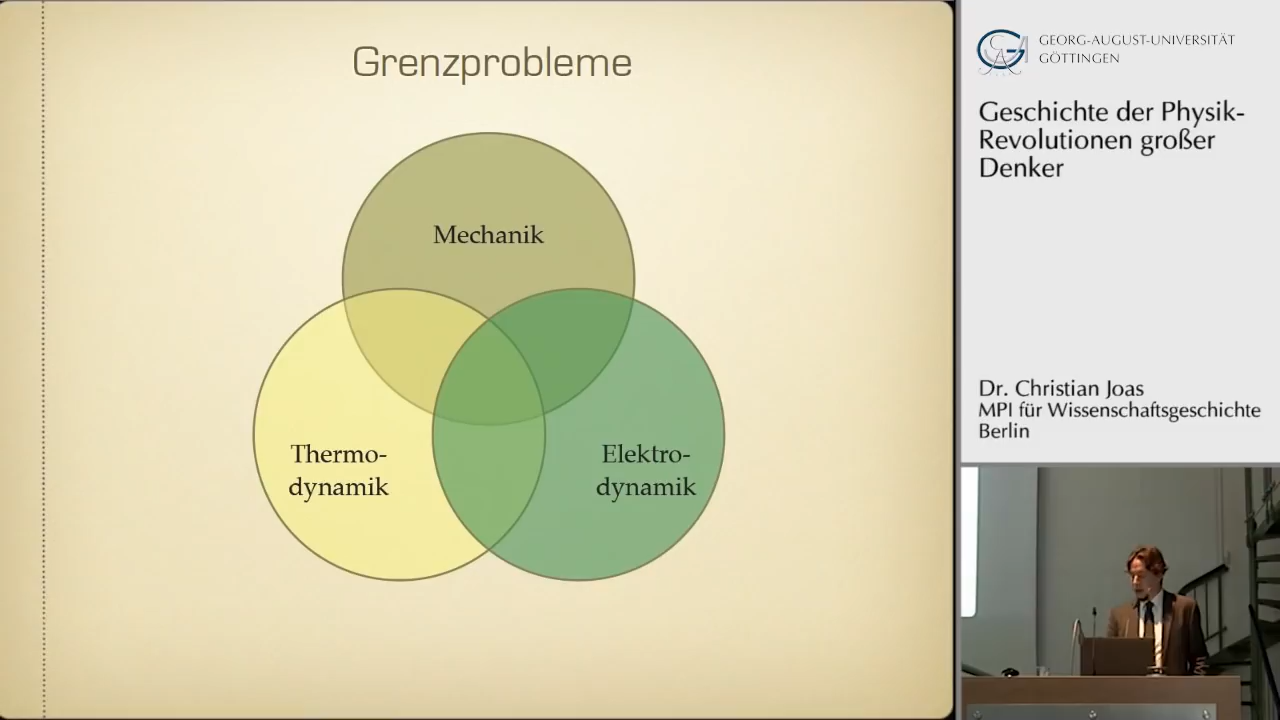 Grenzprobleme
Mechanik
Thermo-
dynamik
Elektro-
dynamik
GEORG-AUGUST-UNIVERSITÄT
GÖTTINGEN
Geschichte der Physik-
Revolutionen großer
Denker
Dr. Christian Joas
MPI für Wissenschaftsgeschichte
Berlin